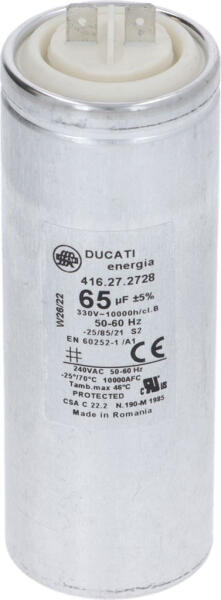 DUCATI
energia
416.27.2728
65 µF ±5%
330V~10000h/cl.B
50-60 Hz
-25/85/21 S2
EN 60252-1 /A1
CE
240VAC 50-60 Hz
-25°/70°C 10000AFC
Tamb.max 46°C
PROTECTED
CSA C 22.2 N.190-M 1985
Made in Romania
W26/22